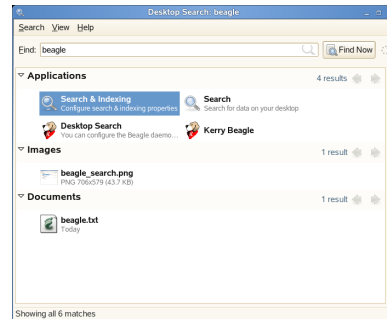 Desktop Search: beagle
Search View Help
Find: beagle Find Now
Applications 4 results
Search & Indexing Search
Configure search & indexing properties Search for data on your desktop
Desktop Search Kerry Beagle
You can configure the Beagle daemo...
Images 1 result
beagle_search.png
PNG 706x579 (43.7 KB)
Documents 1 result
beagle.txt
Today
Showing all 6 matches